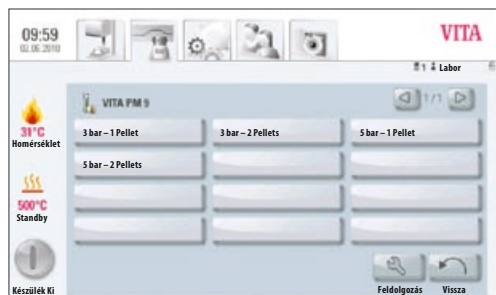 09:59
02.06.2010
VITA
1 Labor
VITA PM 9
1/1
31°C
Homérséklet
3 bar – 1 Pellet
3 bar – 2 Pellets
5 bar – 1 Pellet
5 bar – 2 Pellets
500°C
Standby
Készülék Ki
Feldolgozás
Vissza